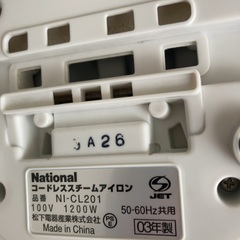 JA26
National
コードレススチームアイロン
品番 NI-CL201
100V 1200W
松下電器産業株式会社
Made in China
PSE
S
JET
50-60Hz共用
03年製